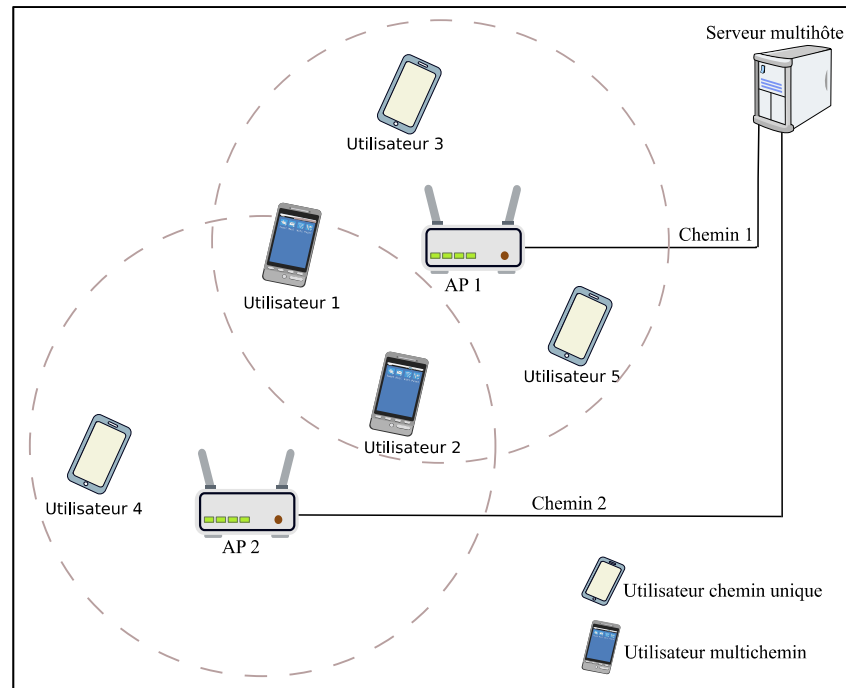 Serveur multihôte
Utilisateur 3
Chemin 1
AP 1
Utilisateur 1
Utilisateur 5
Utilisateur 2
Utilisateur 4
Chemin 2
AP 2
Utilisateur chemin unique
Utilisateur multichemin